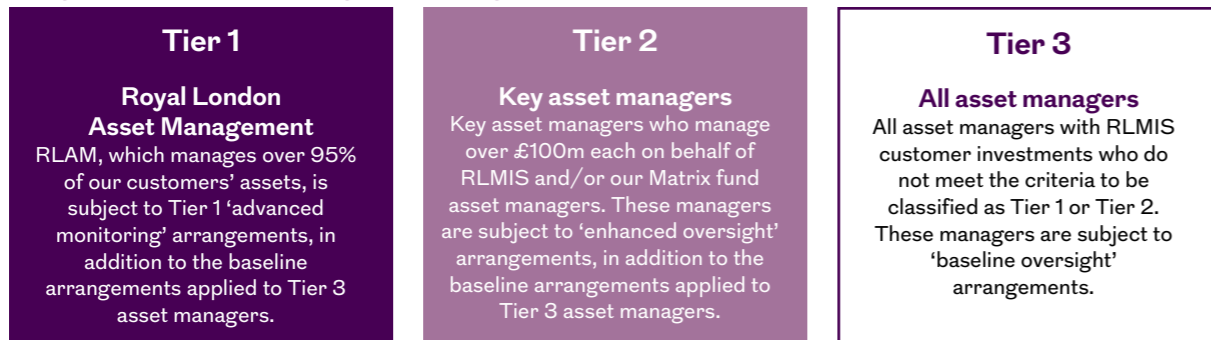 Tier 1
Royal London
Asset Management
RLAM, which manages over 95%
of our customers’ assets, is
subject to Tier 1 ‘advanced
monitoring’ arrangements, in
addition to the baseline
arrangements applied to Tier 3
asset managers.
Tier 2
Key asset managers
Key asset managers who manage
over £100m each on behalf of
RLMIS and/or our Matrix fund
asset managers. These managers
are subject to ‘enhanced oversight’
arrangements, in addition to the
baseline arrangements applied to
Tier 3 asset managers.
Tier 3
All asset managers
All asset managers with RLMIS
customer investments who do
not meet the criteria to be
classified as Tier 1 or Tier 2.
These managers are subject to
‘baseline oversight’
arrangements.